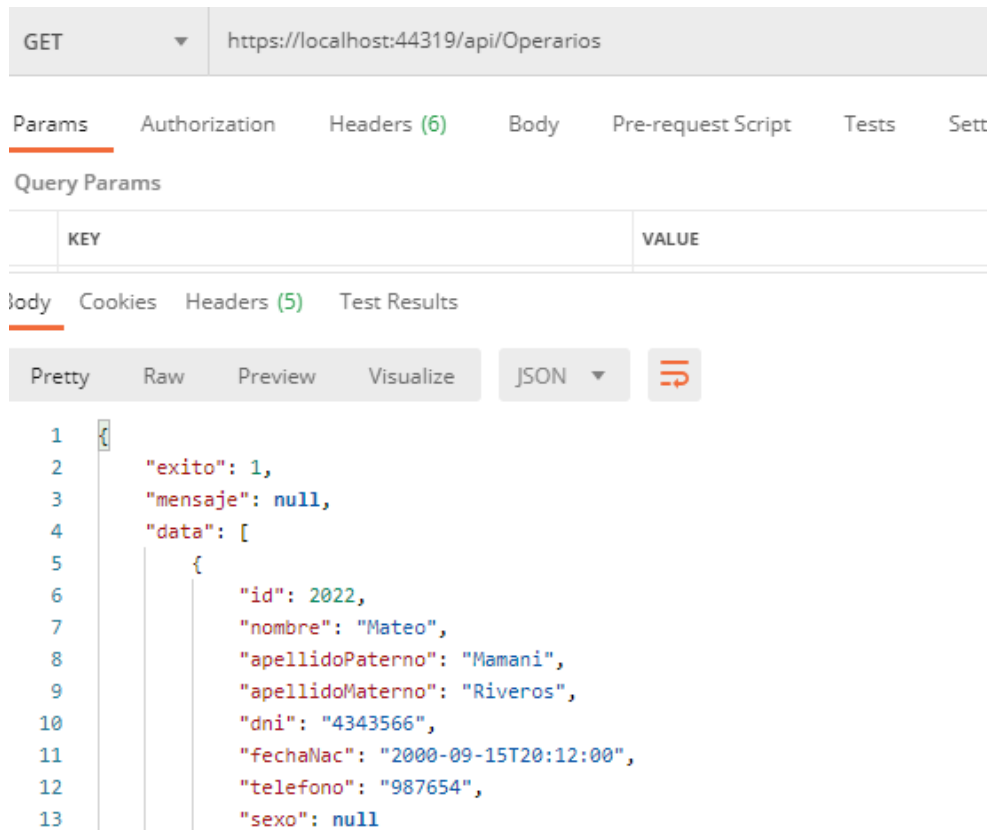 GET https://localhost:44319/api/Operarios
Params Authorization Headers (6) Body Pre-request Script Tests Sett
Query Params
KEY VALUE
Body Cookies Headers (5) Test Results
Pretty Raw Preview Visualize JSON
1 {
2 "exito": 1,
3 "mensaje": null,
4 "data": [
5 {
6 "id": 2022,
7 "nombre": "Mateo",
8 "apellidoPaterno": "Mamani",
9 "apellidoMaterno": "Riveros",
10 "dni": "4343566",
11 "fechaNac": "2000-09-15T20:12:00",
12 "telefono": "987654",
13 "sexo": null